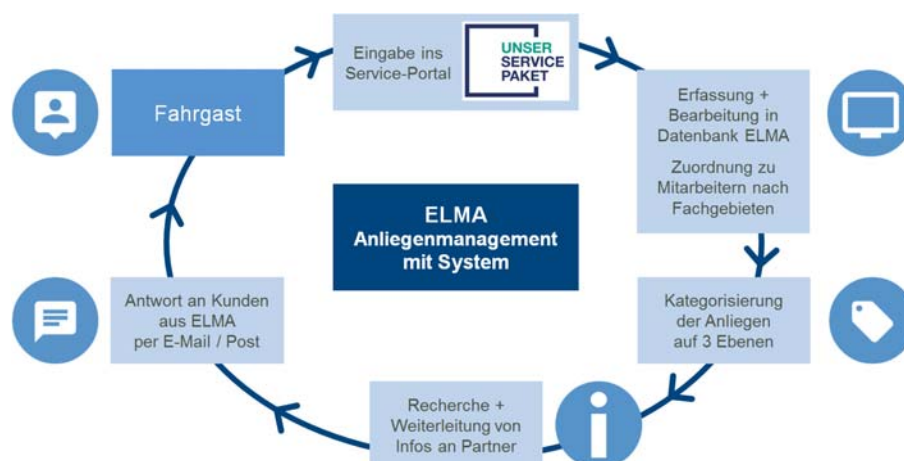 Fahrgast
Eingabe ins
Service-Portal
UNSER
SERVICE
PAKET
Erfassung +
Bearbeitung in
Datenbank ELMA
Zuordnung zu
Mitarbeitern nach
Fachgebieten
Kategorisierung
der Anliegen
auf 3 Ebenen
Recherche +
Weiterleitung von
Infos an Partner
i
Antwort an Kunden
aus ELMA
per E-Mail / Post
ELMA
Anliegenmanagement
mit System